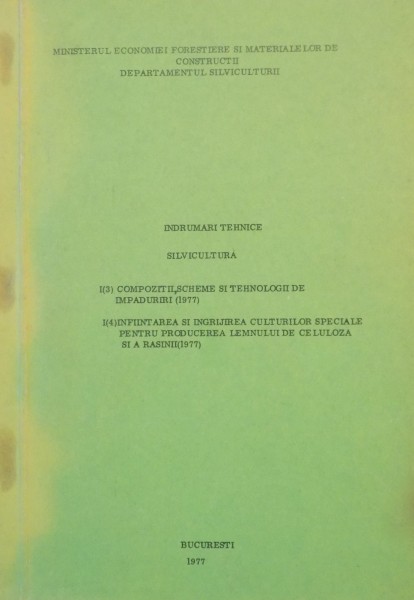 MINISTERUL ECONOMIEI FORESTIERE SI MATERIALELOR DE
CONSTRUCTII
DEPARTAMENTUL SILVICULTURII
INDRUMARI TEHNICE
SILVICULTURA
I(3) COMPOZITII,SCHEME SI TEHNOLOGII DE
IMPADURIRI (1977)
I(4)INFIINTAREA SI INGRIJIREA CULTURILOR SPECIALE
PENTRU PRODUCEREA LEMNULUI DE CELULOZA
SI A RASINII(1977)
BUCURESTI
1977